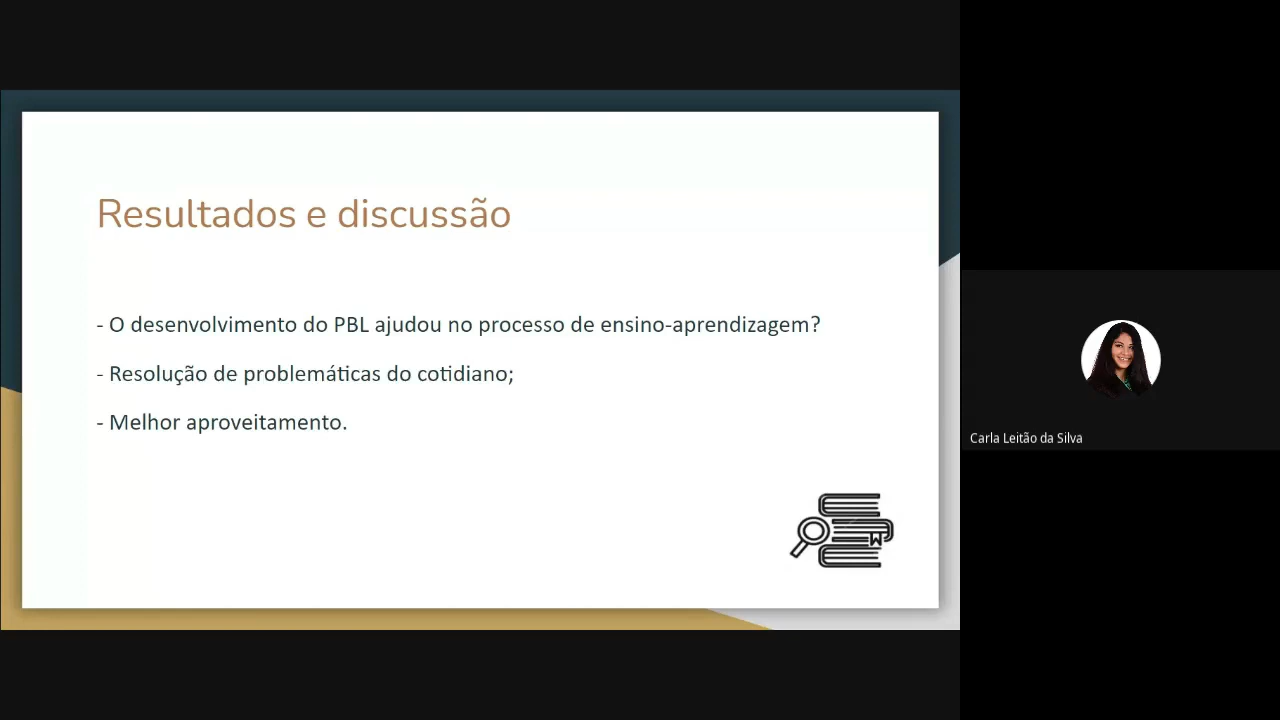 Resultados e discussão
- O desenvolvimento do PBL ajudou no processo de ensino-aprendizagem?
- Resolução de problemáticas do cotidiano;
- Melhor aproveitamento.
Carla Leitão da Silva